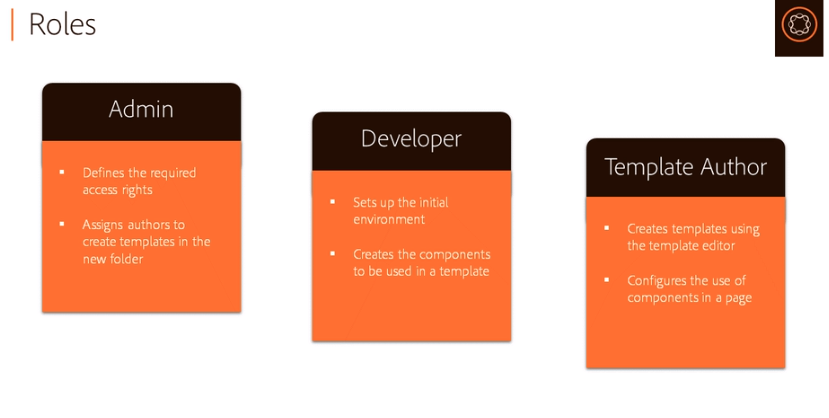 Roles
Admin
▪ Defines the required
access rights
▪ Assigns authors to
create templates in the
new folder
Developer
▪ Sets up the initial
environment
▪ Creates the components
to be used in a template
Template Author
▪ Creates templates using
the template editor
▪ Configures the use of
components in a page